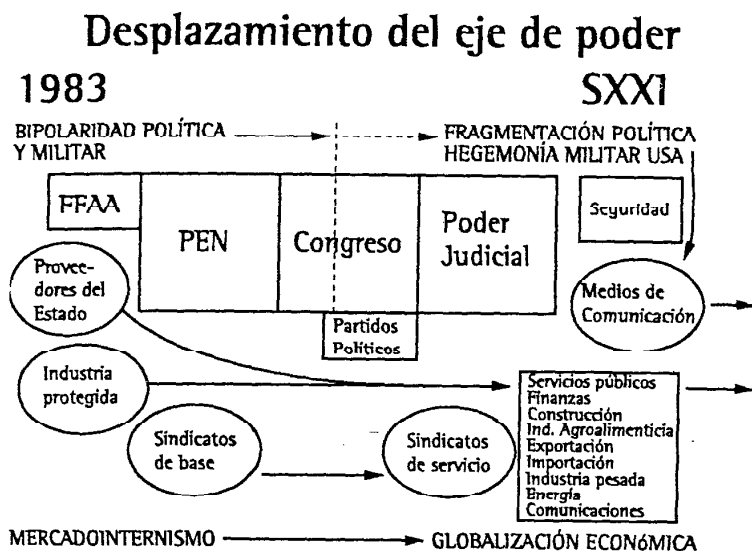 Desplazamiento del eje de poder
1983
SXXI
BIPOLARIDAD POLÍTICA
Y MILITAR
FRAGMENTACIÓN POLÍTICA
HEGEMONÍA MILITAR USA
FFAA
PEN
Congreso
Poder
Judicial
Seguridad
Provee-
dores del
Estado
Medios de
Comunicación
Partidos
Políticos
Industria
protegida
Servicios públicos
Finanzas
Construcción
Ind. Agroalimenticia
Exportación
Importación
Industria pesada
Energía
Comunicaciones
Sindicatos
de base
Sindicatos
de servicio
MERCADOINTERNISMO
GLOBALIZACIÓN ECONÓMICA